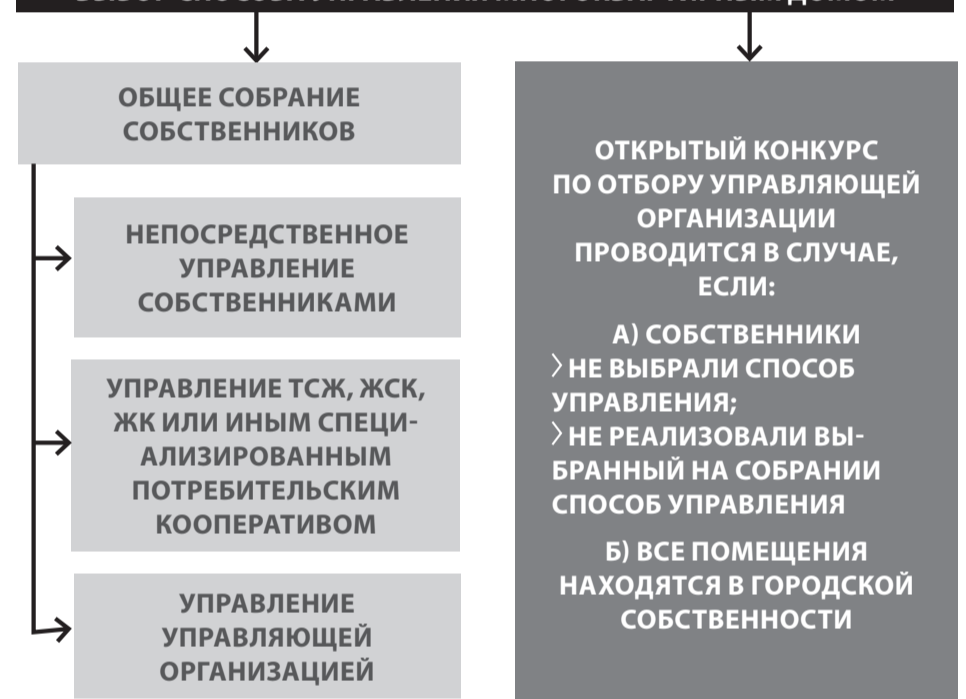 ОБЩЕЕ СОБРАНИЕ
СОБСТВЕННИКОВ
НЕПОСРЕДСТВЕННОЕ
УПРАВЛЕНИЕ
СОБСТВЕННИКАМИ
УПРАВЛЕНИЕ ТСЖ, ЖСК,
ЖК ИЛИ ИНЫМ СПЕЦИ-
АЛИЗИРОВАННЫМ
ПОТРЕБИТЕЛЬСКИМ
КООПЕРАТИВОМ
УПРАВЛЕНИЕ
УПРАВЛЯЮЩЕЙ
ОРГАНИЗАЦИЕЙ
ОТКРЫТЫЙ КОНКУРС
ПО ОТБОРУ УПРАВЛЯЮЩЕЙ
ОРГАНИЗАЦИИ
ПРОВОДИТСЯ В СЛУЧАЕ,
ЕСЛИ:
А) СОБСТВЕННИКИ
〉НЕ ВЫБРАЛИ СПОСОБ
УПРАВЛЕНИЯ;
〉НЕ РЕАЛИЗОВАЛИ ВЫ-
БРАННЫЙ НА СОБРАНИИ
СПОСОБ УПРАВЛЕНИЯ
Б) ВСЕ ПОМЕЩЕНИЯ
НАХОДЯТСЯ В ГОРОДСКОЙ
СОБСТВЕННОСТИ